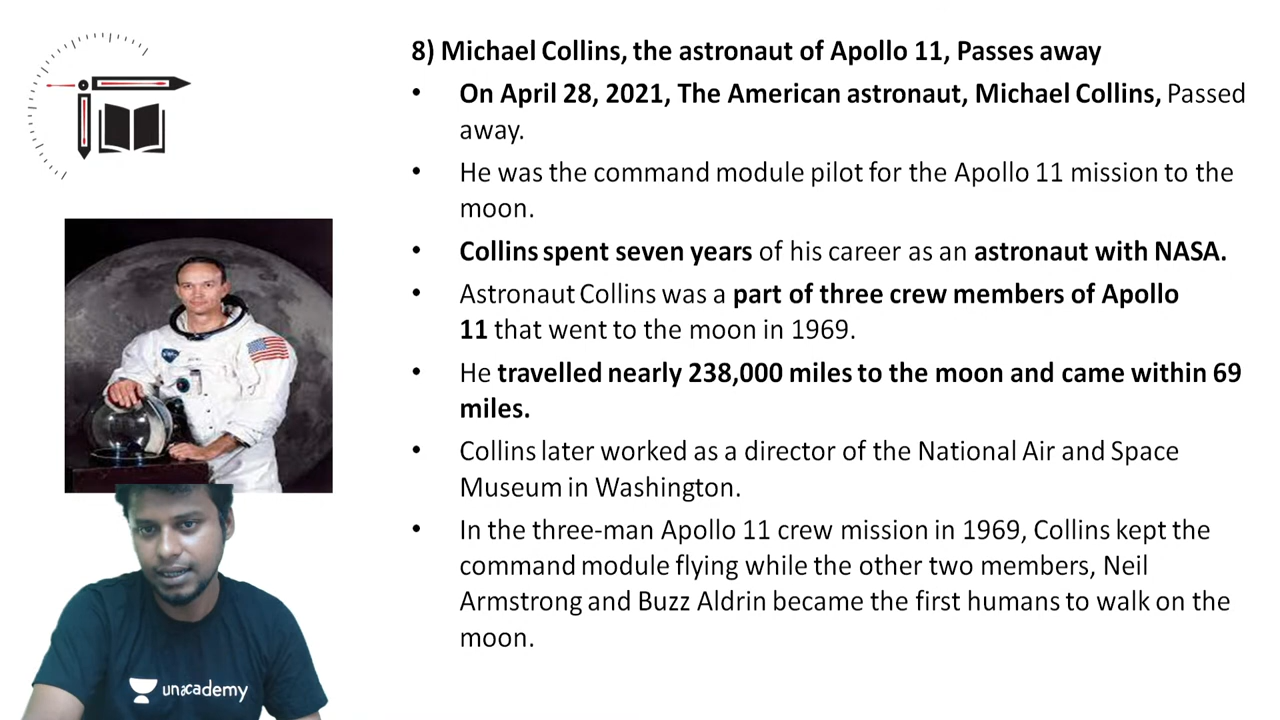 8) Michael Collins, the astronaut of Apollo 11, Passes away
• On April 28, 2021, The American astronaut, Michael Collins, Passed
away.
• He was the command module pilot for the Apollo 11 mission to the
moon.
• Collins spent seven years of his career as an astronaut with NASA.
• Astronaut Collins was a part of three crew members of Apollo
11 that went to the moon in 1969.
• He travelled nearly 238,000 miles to the moon and came within 69
miles.
• Collins later worked as a director of the National Air and Space
Museum in Washington.
• In the three-man Apollo 11 crew mission in 1969, Collins kept the
command module flying while the other two members, Neil
Armstrong and Buzz Aldrin became the first humans to walk on the
moon.
unacademy